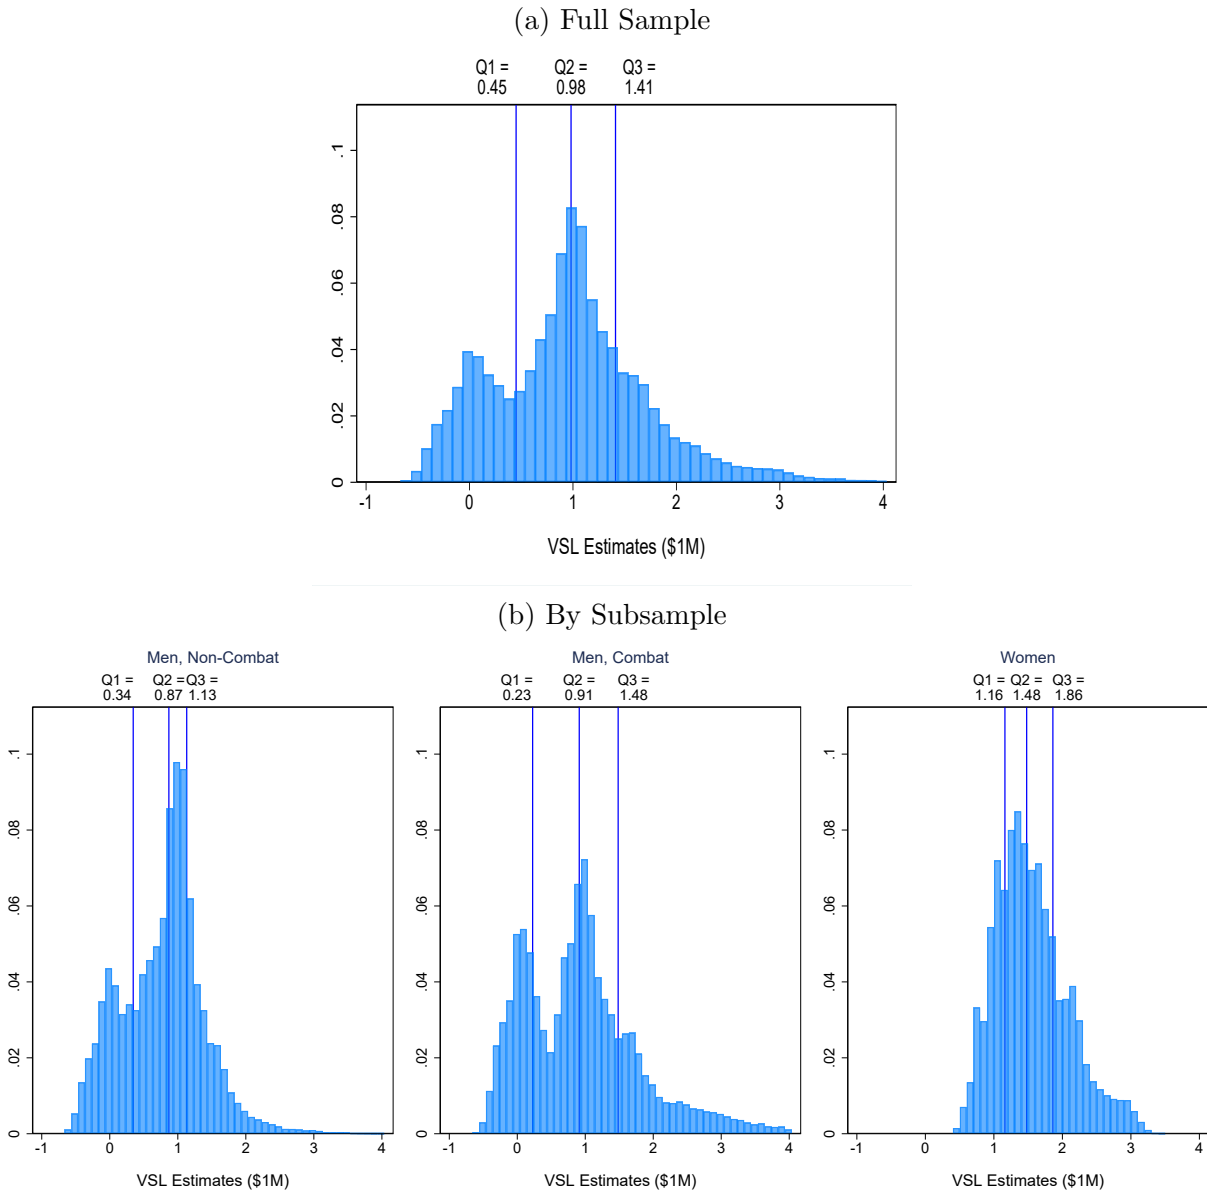 (a) Full Sample
Q1 = Q2 = Q3 =
0.45 0.98 1.41
.1
.08
.06
.04
.02
0
-1 0 1 2 3 4
VSL Estimates ($1M)
(b) By Subsample
Men, Non-Combat
Q1 = Q2 =Q3 =
0.34 0.87 1.13
.1
.08
.06
.04
.02
0
-1 0 1 2 3 4
VSL Estimates ($1M)
Men, Combat
Q1 = Q2 = Q3 =
0.23 0.91 1.48
.1
.08
.06
.04
.02
0
-1 0 1 2 3 4
VSL Estimates ($1M)
Women
Q1 = Q2 = Q3 =
1.16 1.48 1.86
.1
.08
.06
.04
.02
0
-1 0 1 2 3 4
VSL Estimates ($1M)